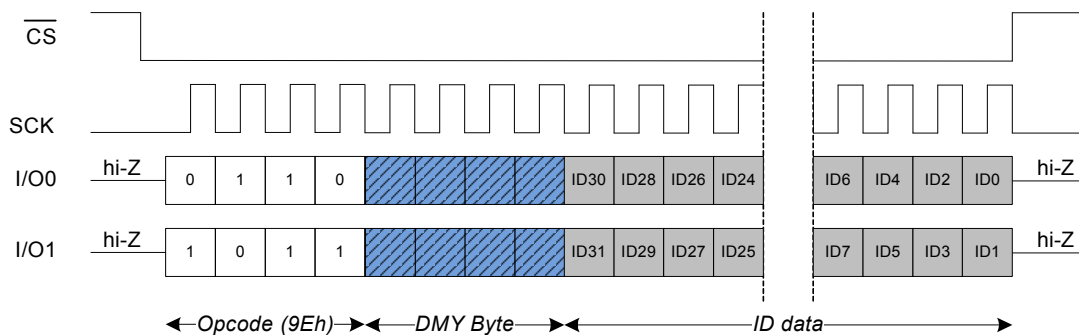 CS
SCK
I/O0 hi-Z 0 1 1 0 ID30 ID28 ID26 ID24 ID6 ID4 ID2 ID0 hi-Z
I/O1 hi-Z 1 0 1 1 ID31 ID29 ID27 ID25 ID7 ID5 ID3 ID1 hi-Z
Opcode (9Eh) DMY Byte ID data